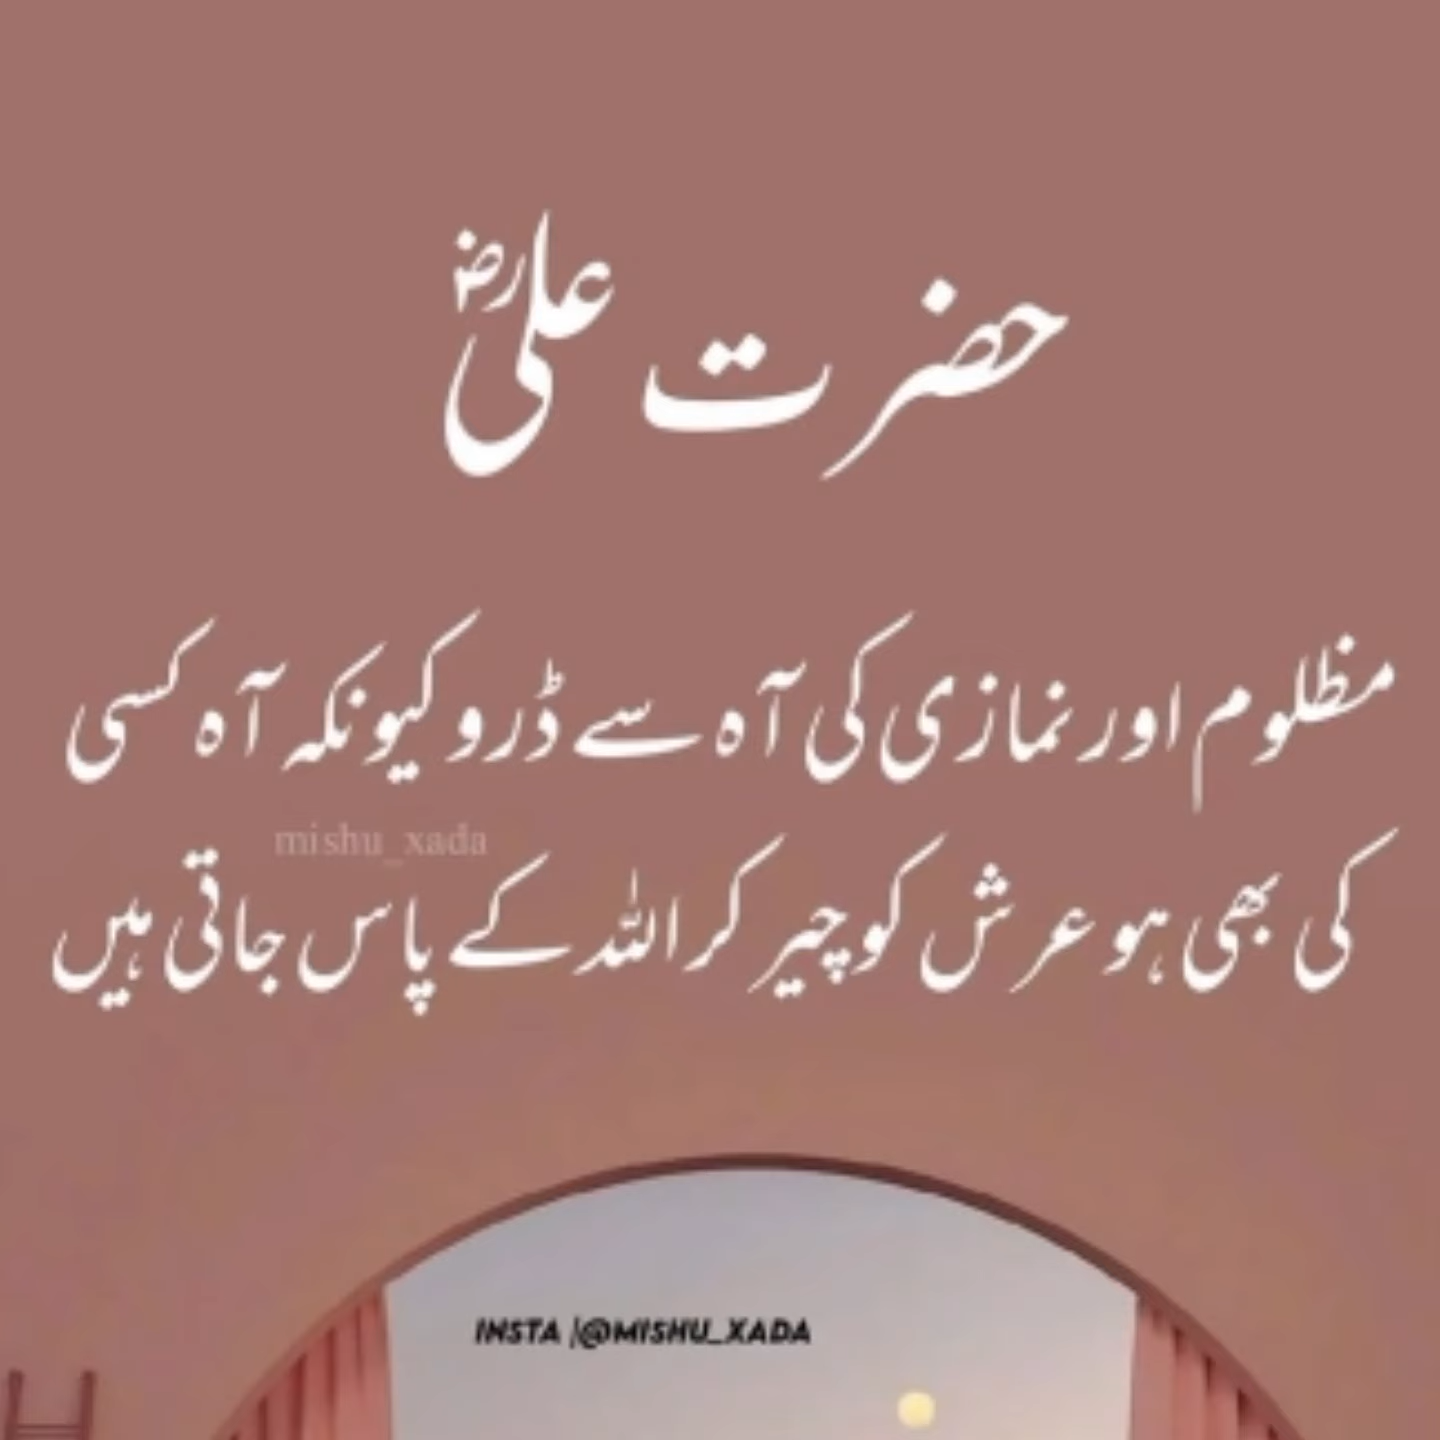 حضرت علیؓ
مظلوم اور نمازی کی آہ سے ڈرو کیونکہ آہ کسی
mishu_xada
کی بھی ہو عرش کو چیر کر اللہ کے پاس جاتی ہیں
INSTA |@MISHU_XADA